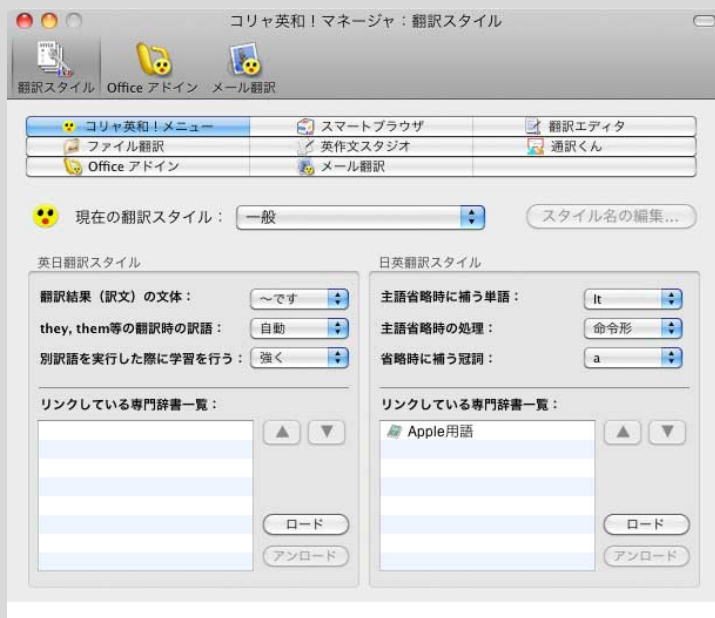 コリャ英和！マネージャ：翻訳スタイル
翻訳スタイル Office アドイン メール翻訳
コリャ英和！メニュー スマートブラウザ 翻訳エディタ
ファイル翻訳 英作文スタジオ 通訳くん
Office アドイン メール翻訳
現在の翻訳スタイル： 一般 スタイル名の編集...
英日翻訳スタイル
翻訳結果（訳文）の文体： 〜です
they, them等の翻訳時の訳語： 自動
別訳語を実行した際に学習を行う： 強く
リンクしている専門辞書一覧：
ロード
アンロード
日英翻訳スタイル
主語省略時に補う単語： It
主語省略時の処理： 命令形
省略時に補う冠詞： a
リンクしている専門辞書一覧：
Apple用語
ロード
アンロード